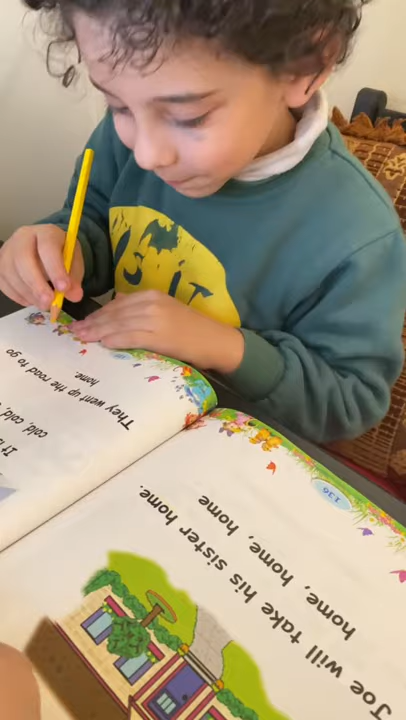 Joe will take his sister home.
home, home, home
136
It
cold, cold,
They went up the road to go
home.